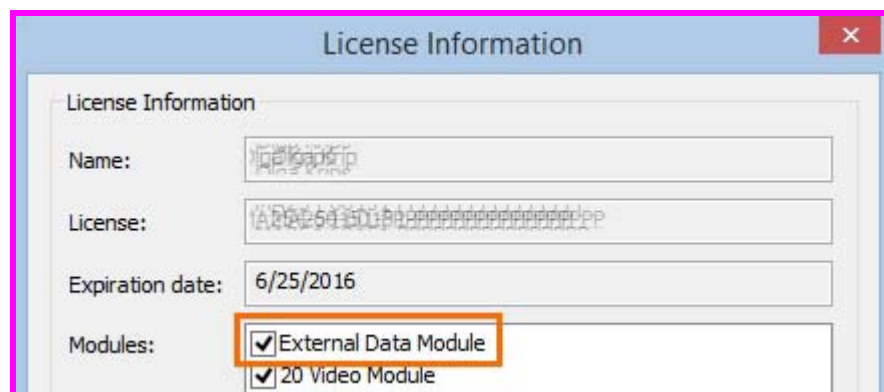 License Information
License Information
Name:
License:
Expiration date: 6/25/2016
Modules: External Data Module
20 Video Module